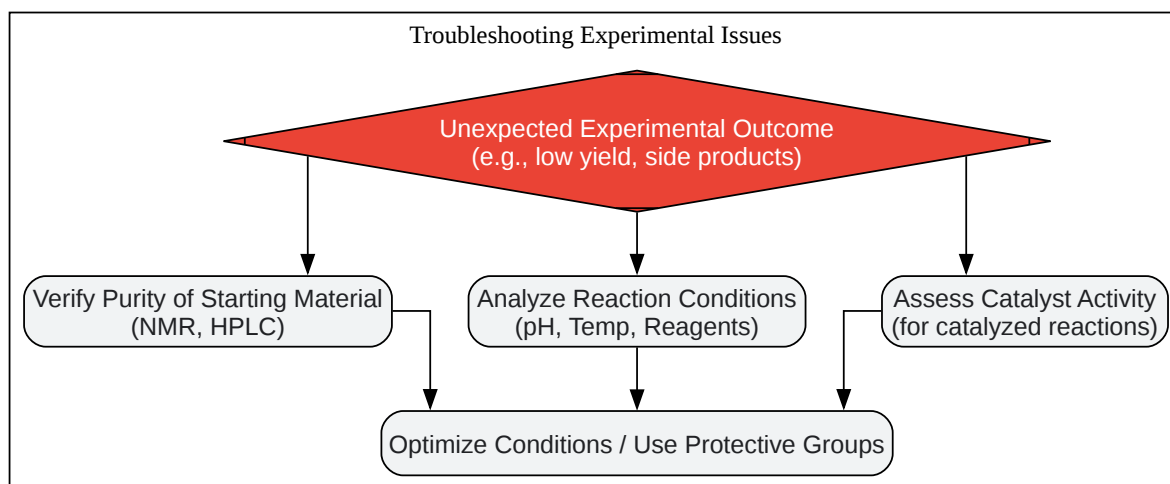 Troubleshooting Experimental Issues
Unexpected Experimental Outcome
(e.g., low yield, side products)
Verify Purity of Starting Material
(NMR, HPLC)
Analyze Reaction Conditions
(pH, Temp, Reagents)
Assess Catalyst Activity
(for catalyzed reactions)
Optimize Conditions / Use Protective Groups